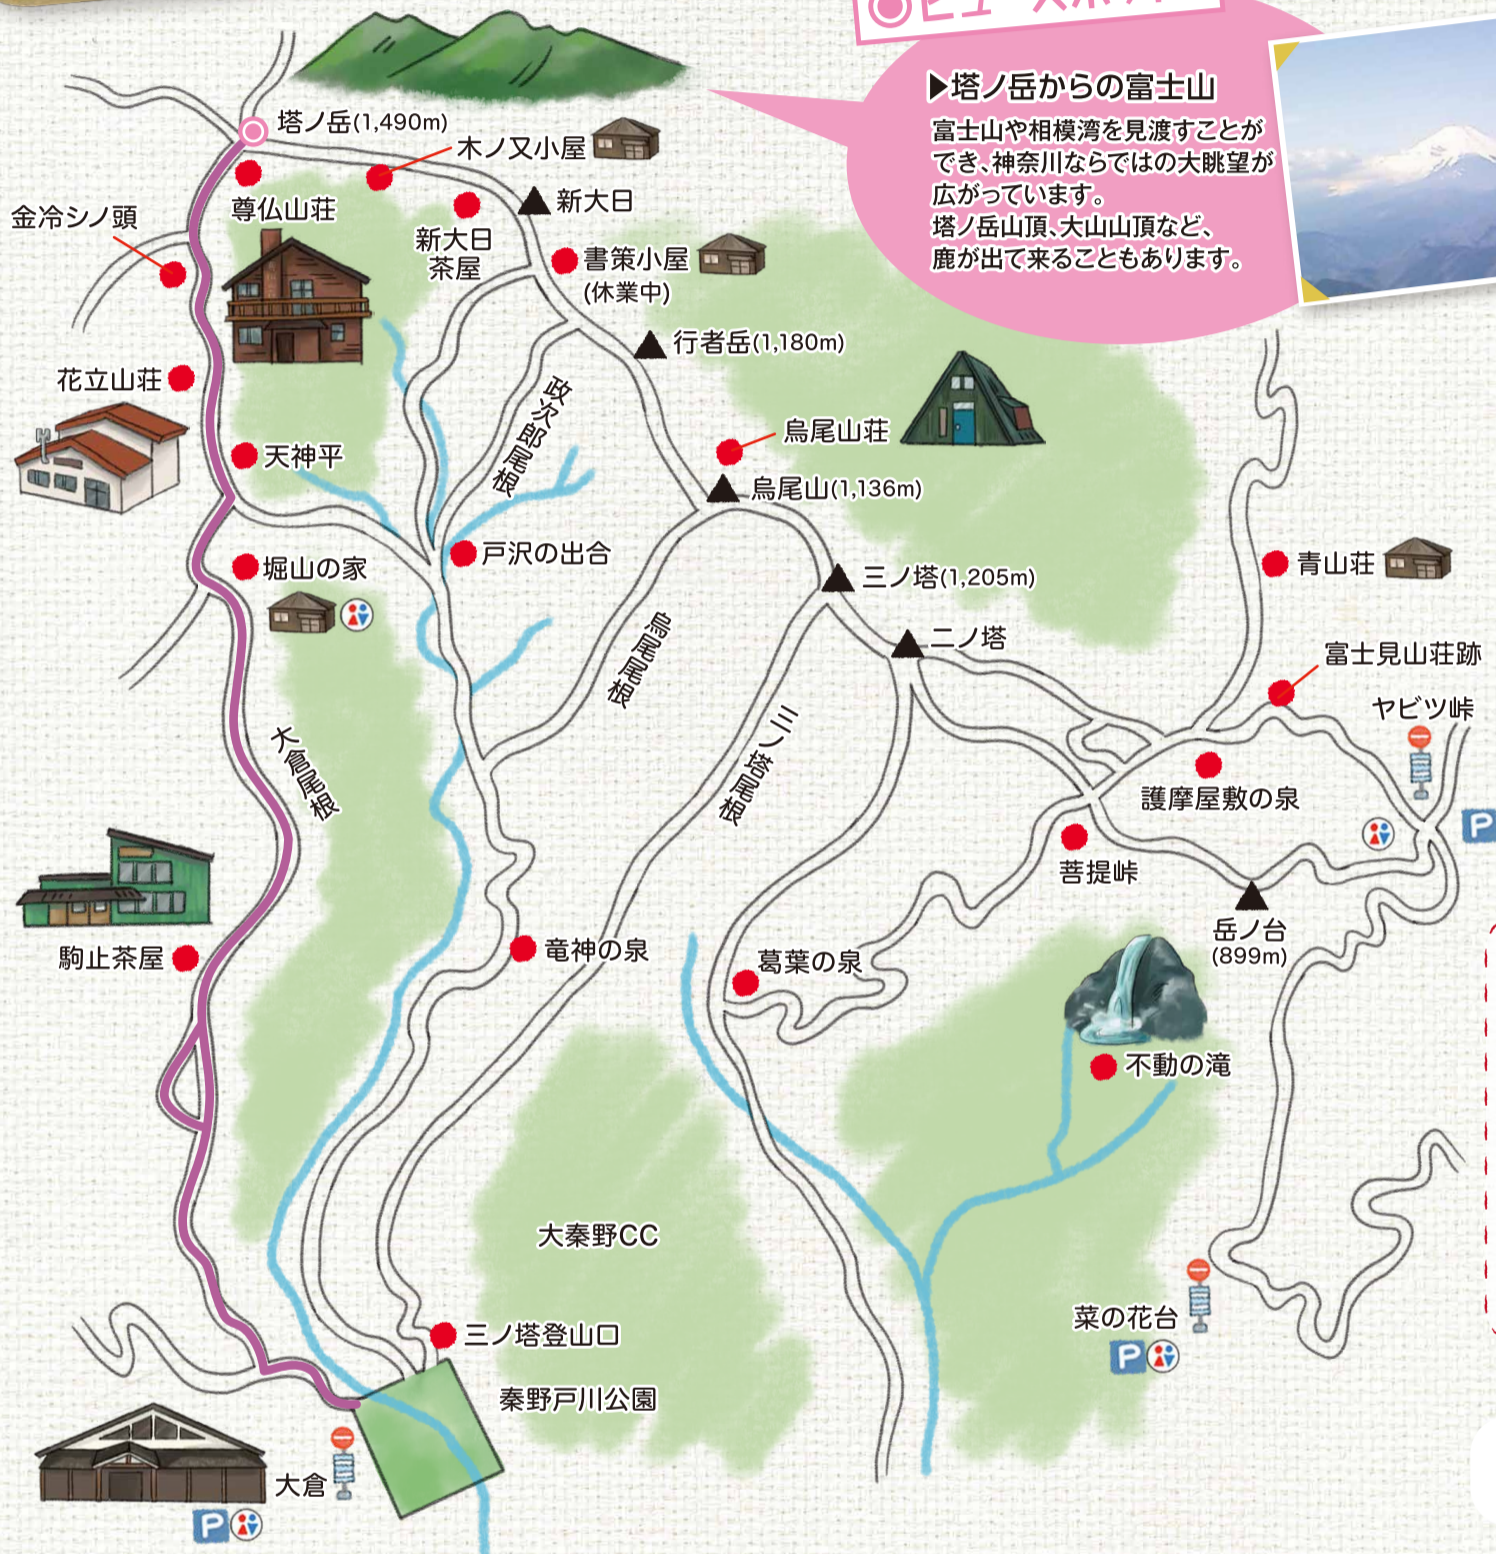 ▶塔ノ岳からの富士山
富士山や相模湾を見渡すことが
でき、神奈川ならではの大眺望が
広がっています。
塔ノ岳山頂、大山山頂など、
鹿が出て来ることもあります。
塔ノ岳(1,490m)
木ノ又小屋
新大日
金冷シノ頭
尊仏山荘
新大日
茶屋
書策小屋
(休業中)
行者岳(1,180m)
花立山荘
政次郎尾根
烏尾山荘
天神平
烏尾山(1,136m)
戸沢の出合
堀山の家
三ノ塔(1,205m)
青山荘
烏尾尾根
二ノ塔
富士見山荘跡
ヤビツ峠
大倉尾根
三ノ塔尾根
護摩屋敷の泉
P
菩提峠
岳ノ台
(899m)
駒止茶屋
竜神の泉
葛葉の泉
不動の滝
大秦野CC
菜の花台
P
三ノ塔登山口
秦野戸川公園
大倉
P